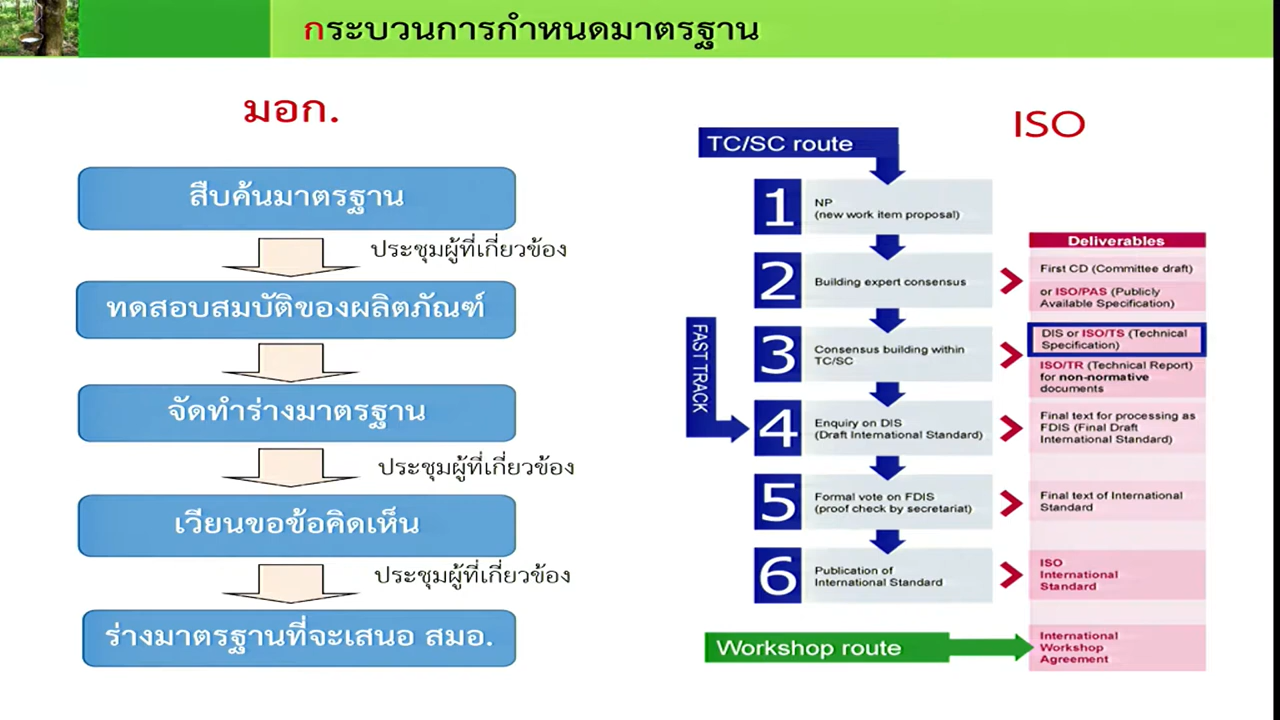 กระบวนการกำหนดมาตรฐาน
มอก.
สืบค้นมาตรฐาน
ประชุมผู้ที่เกี่ยวข้อง
ทดสอบสมบัติของผลิตภัณฑ์
จัดทำร่างมาตรฐาน
ประชุมผู้ที่เกี่ยวข้อง
เวียนขอข้อคิดเห็น
ประชุมผู้ที่เกี่ยวข้อง
ร่างมาตรฐานที่จะเสนอ สมอ.
ISO
TC/SC route
1
NP
(new work item proposal)
2
Building expert consensus
3
Consensus building within
TC/SC
FAST TRACK
4
Enquiry on DIS
(Draft International Standard)
5
Formal vote on FDIS
(proof check by secretariat)
6
Publication of
International Standard
Deliverables
First CD (Committee draft)
or ISO/PAS (Publicly
Available Specification)
DIS or ISO/TS (Technical
Specification)
ISO/TR (Technical Report)
for non-normative
documents
Final text for processing as
FDIS (Final Draft
International Standard)
Final text of International
Standard
ISO
International
Standard
Workshop route
International
Workshop
Agreement